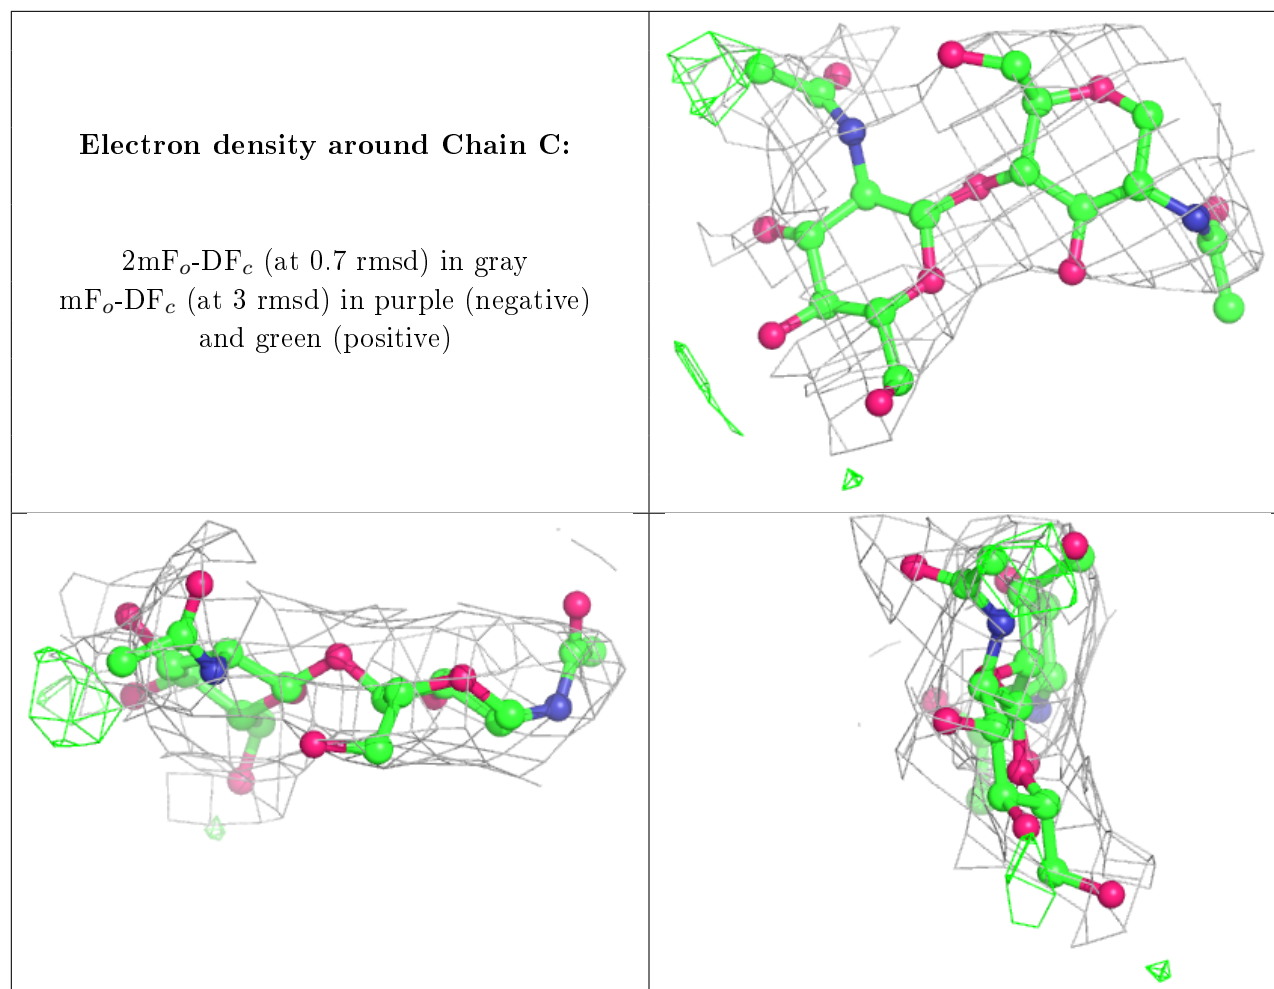 Electron density around Chain C:
2mFₒ-DF𝒸 (at 0.7 rmsd) in gray
mFₒ-DF𝒸 (at 3 rmsd) in purple (negative)
and green (positive)